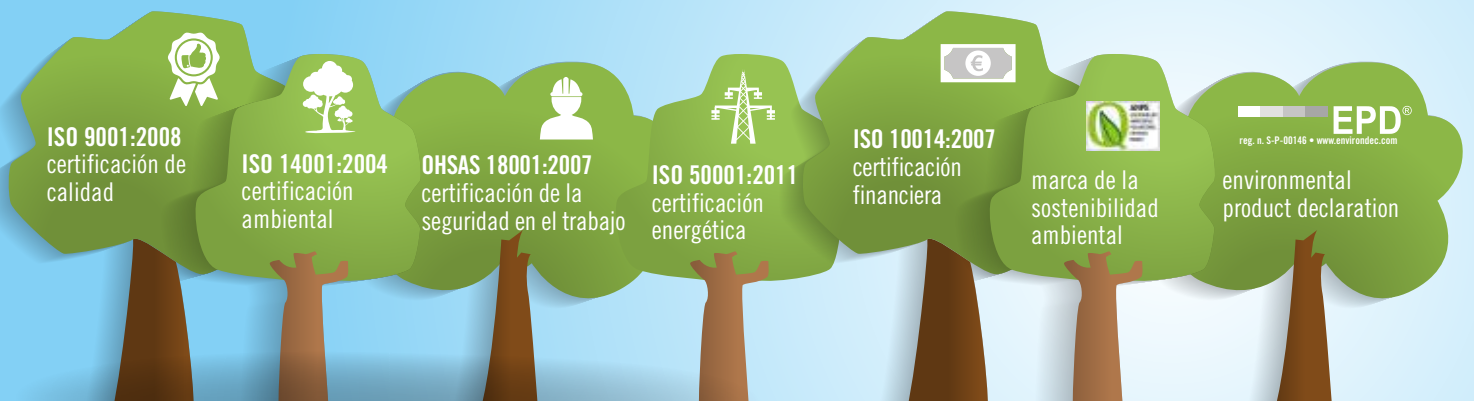 ISO 9001:2008
certificación de
calidad
ISO 14001:2004
certificación
ambiental
OHSAS 18001:2007
certificación de la
seguridad en el trabajo
ISO 50001:2011
certificación
energética
ISO 10014:2007
certificación
financiera
marca de la
sostenibilidad
ambiental
EPD®
reg. n. S-P-00146 • www.environdec.com
environmental
product declaration